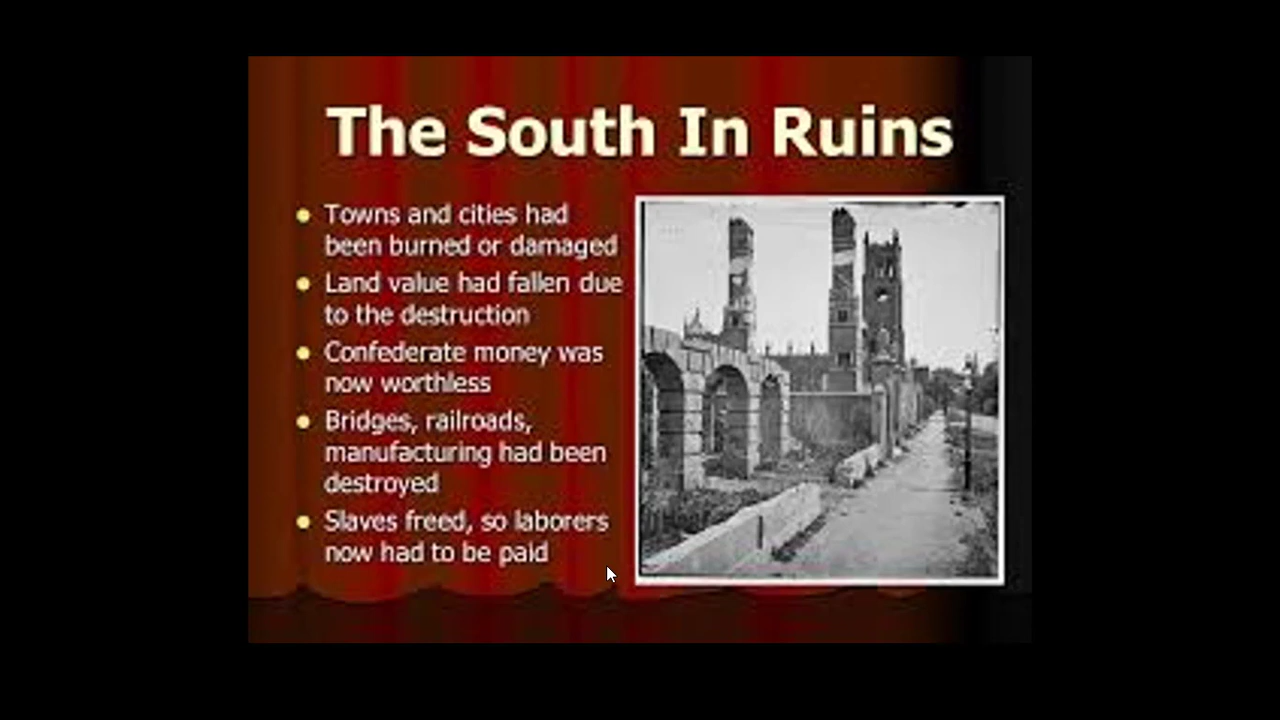 The South In Ruins
Towns and cities had
been burned or damaged
Land value had fallen due
to the destruction
Confederate money was
now worthless
Bridges, railroads,
manufacturing had been
destroyed
Slaves freed, so laborers
now had to be paid